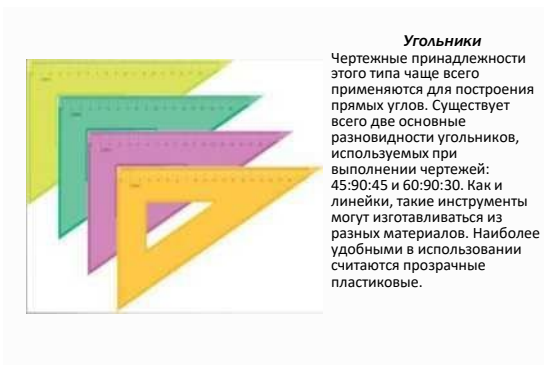 Угольники
Чертежные принадлежности
этого типа чаще всего
применяются для построения
прямых углов. Существует
всего две основные
разновидности угольников,
используемых при
выполнении чертежей:
45:90:45 и 60:90:30. Как и
линейки, такие инструменты
могут изготавливаться из
разных материалов. Наиболее
удобными в использовании
считаются прозрачные
пластиковые.